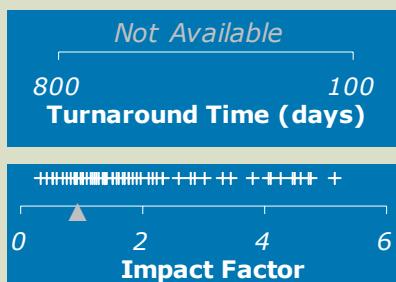 Not Available
800 100
Turnaround Time (days)
0 2 4 6
Impact Factor